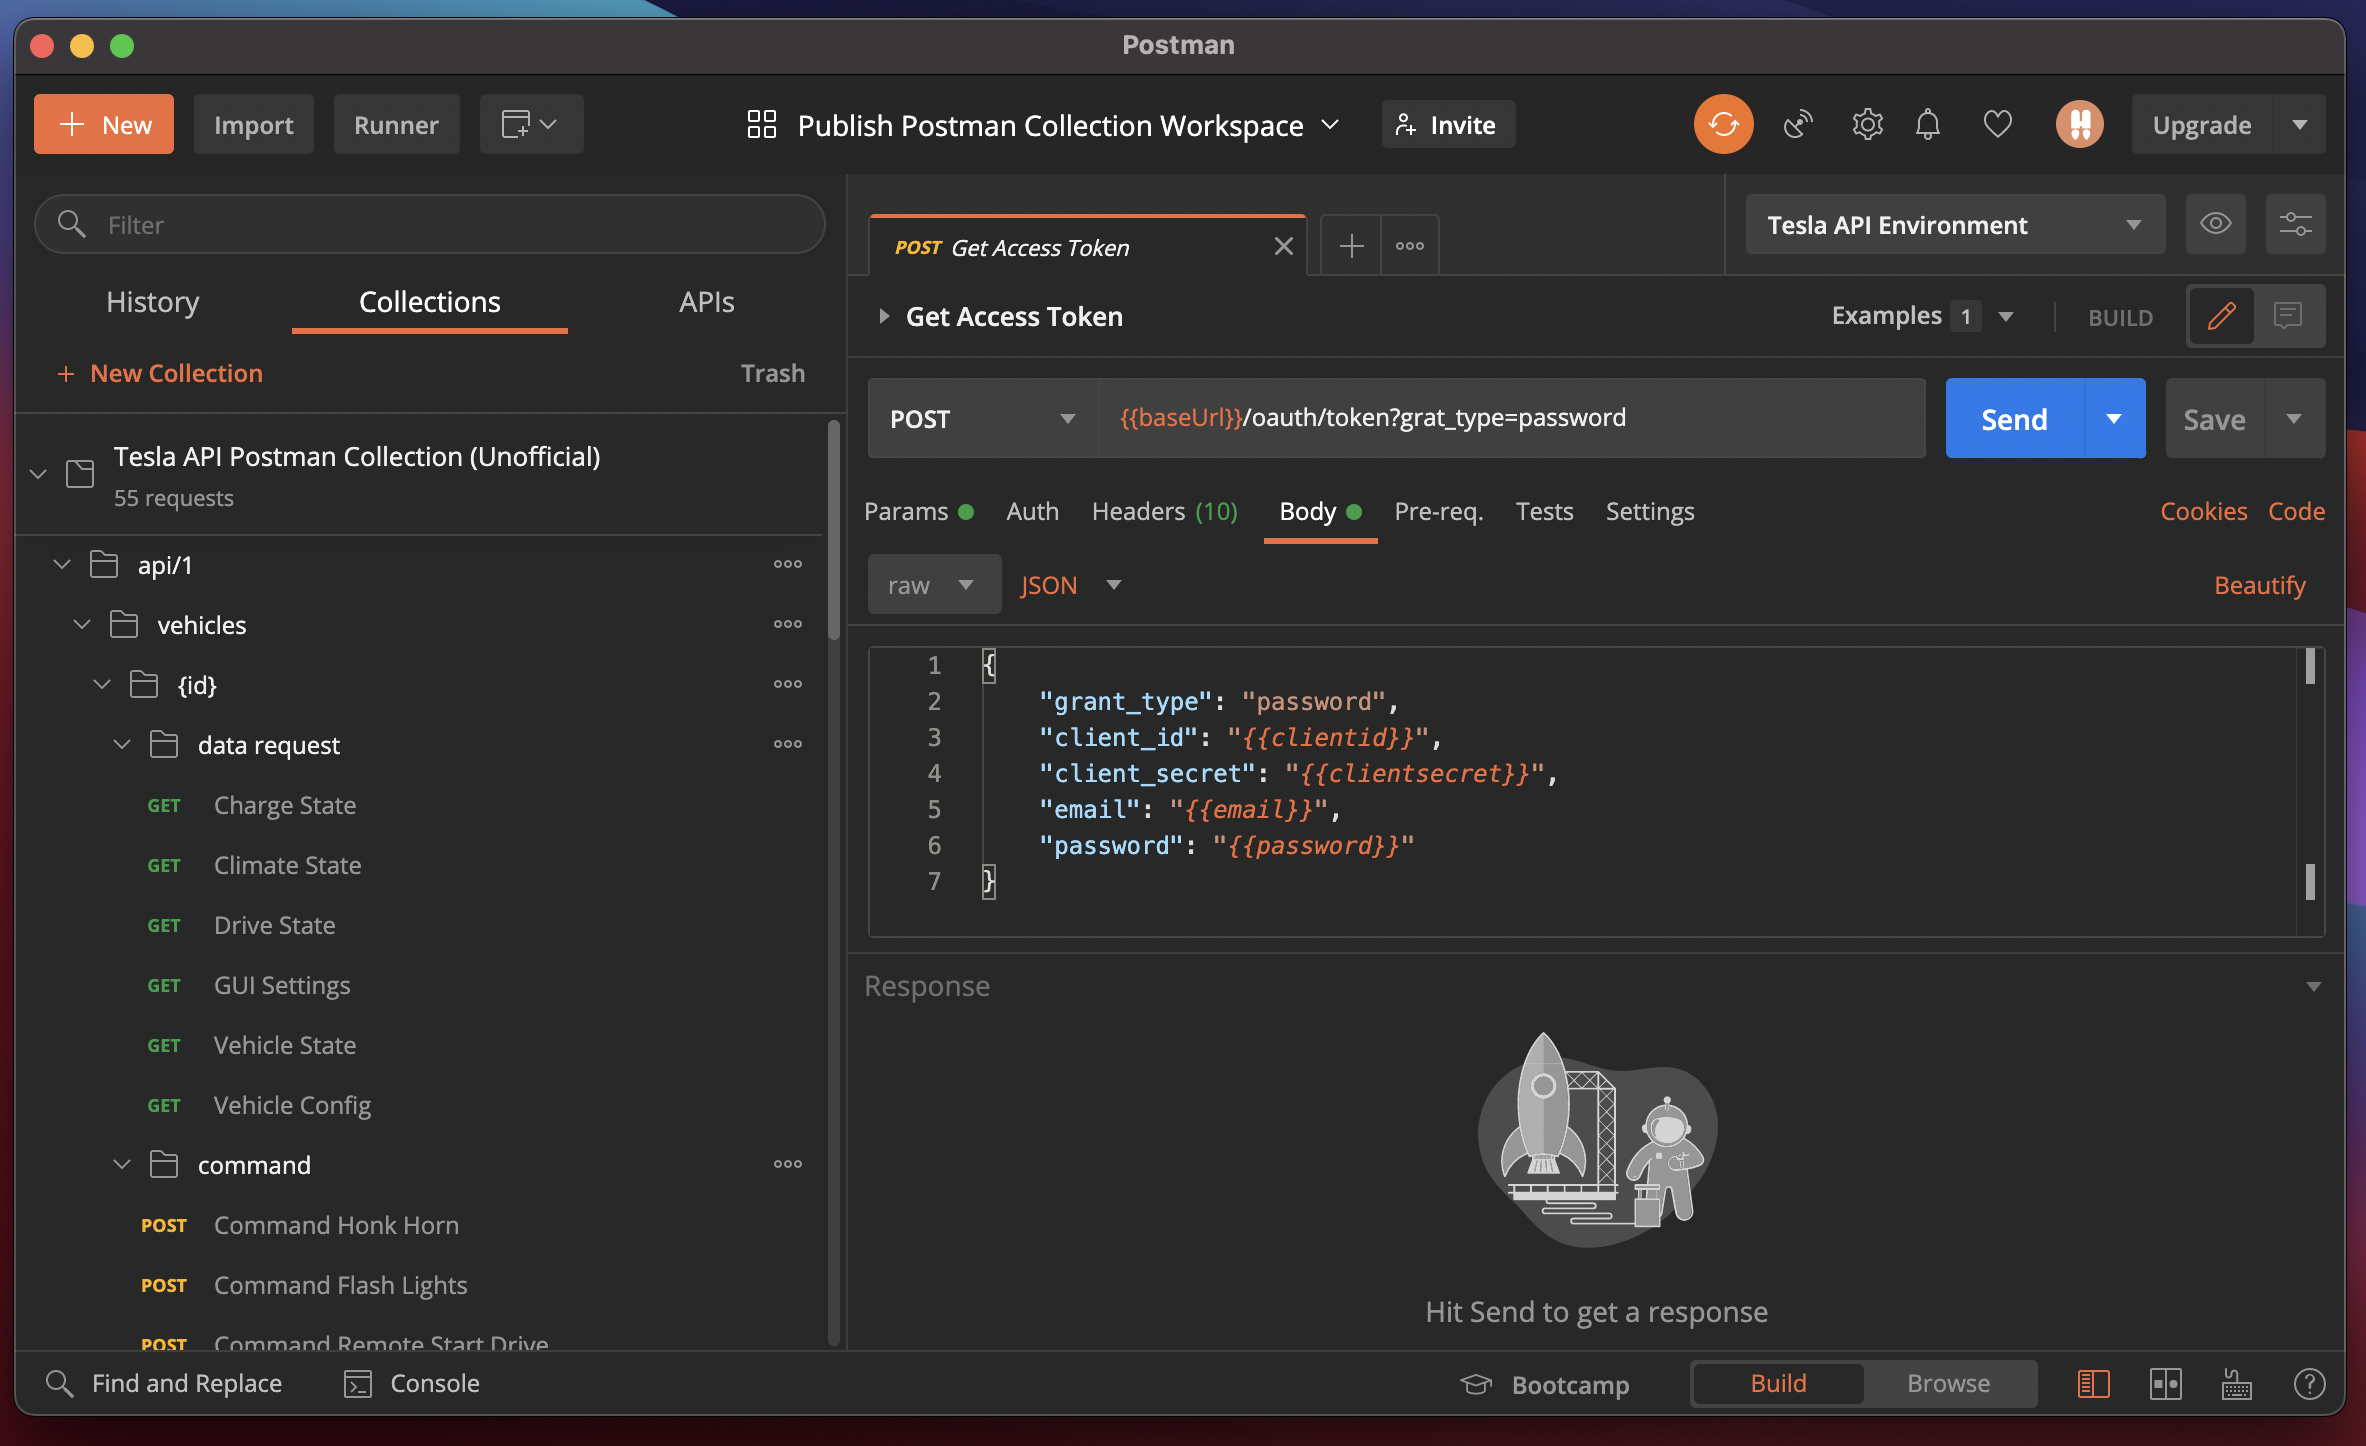 Postman
New
Import
Runner
Publish Postman Collection Workspace
Invite
Upgrade
Filter
History
Collections
APIs
+ New Collection
Trash
Tesla API Postman Collection (Unofficial)
55 requests
api/1
vehicles
{id}
data request
GET Charge State
GET Climate State
GET Drive State
GET GUI Settings
GET Vehicle State
GET Vehicle Config
command
POST Command Honk Horn
POST Command Flash Lights
POST Command Remote Start Drive
POST Get Access Token
Tesla API Environment
Get Access Token
Examples 1
BUILD
POST
{{baseUrl}}/oauth/token?grat_type=password
Send
Save
Params
Auth
Headers (10)
Body
Pre-req.
Tests
Settings
Cookies
Code
raw
JSON
Beautify
1 {
2 "grant_type": "password",
3 "client_id": "{{clientid}}",
4 "client_secret": "{{clientsecret}}",
5 "email": "{{email}}",
6 "password": "{{password}}"
7 }
Response
Hit Send to get a response
Find and Replace
Console
Bootcamp
Build
Browse
?